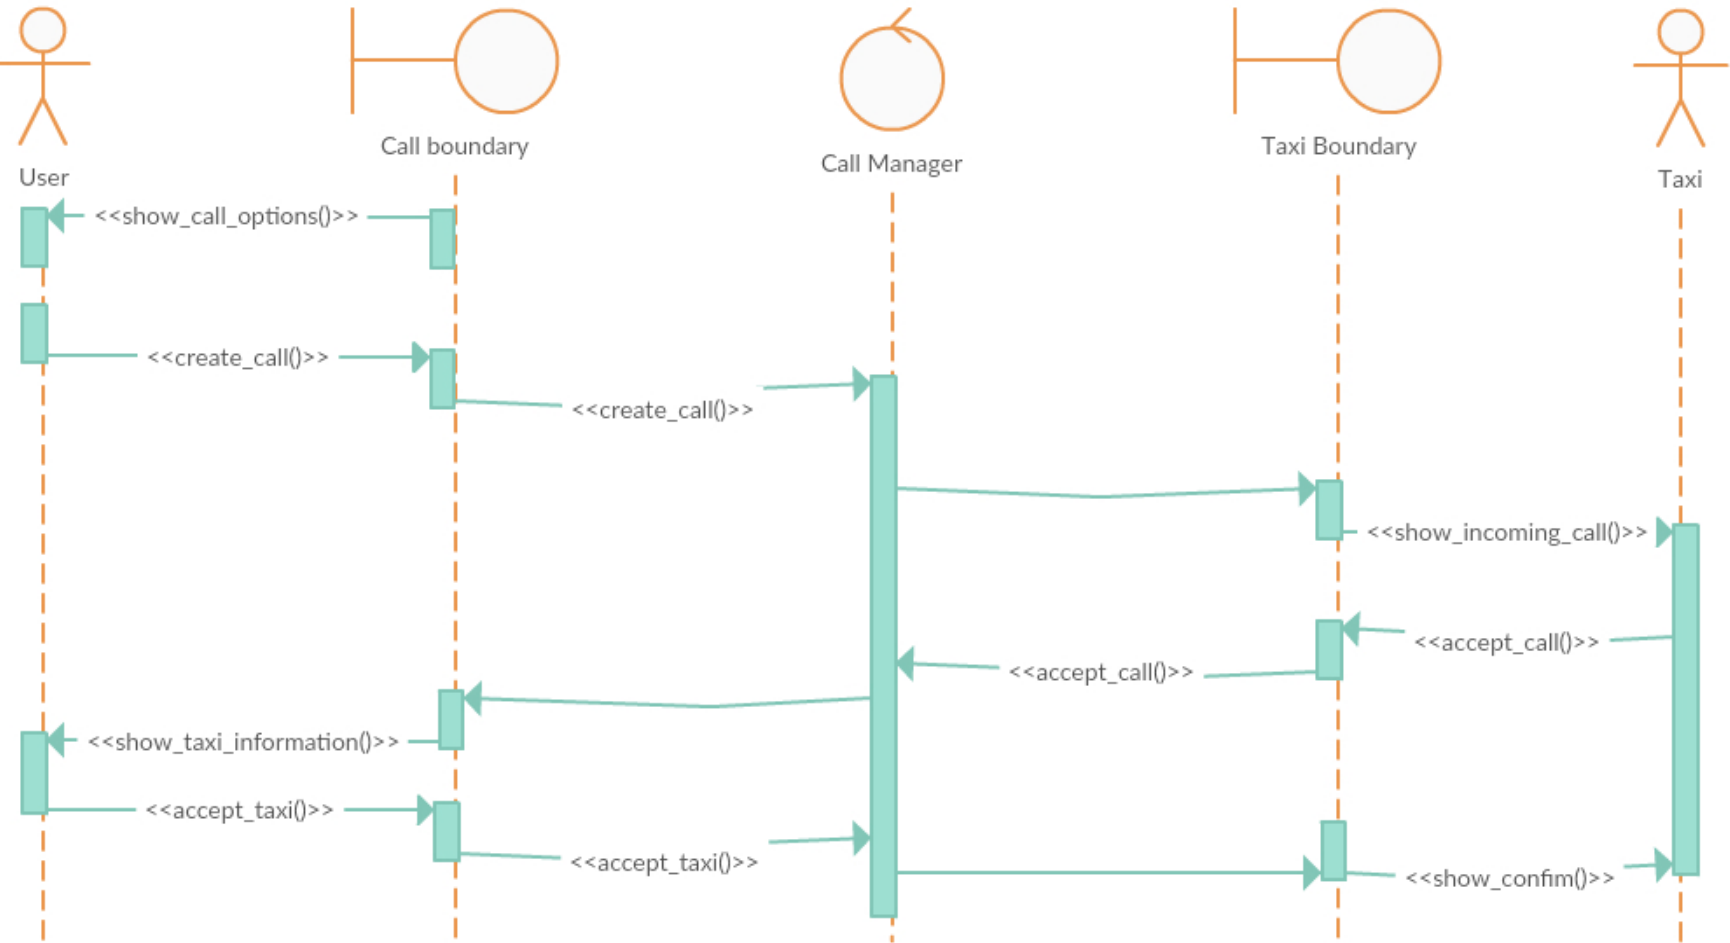 Call boundary
Taxi Boundary
Call Manager
User
Taxi
<<show_call_options()>>
<<create_call()>>
<<create_call()>>
<<show_incoming_call()>>
<<accept_call()>>
<<accept_call()>>
<<show_taxi_information()>>
<<accept_taxi()>>
<<accept_taxi()>>
<<show_confim()>>